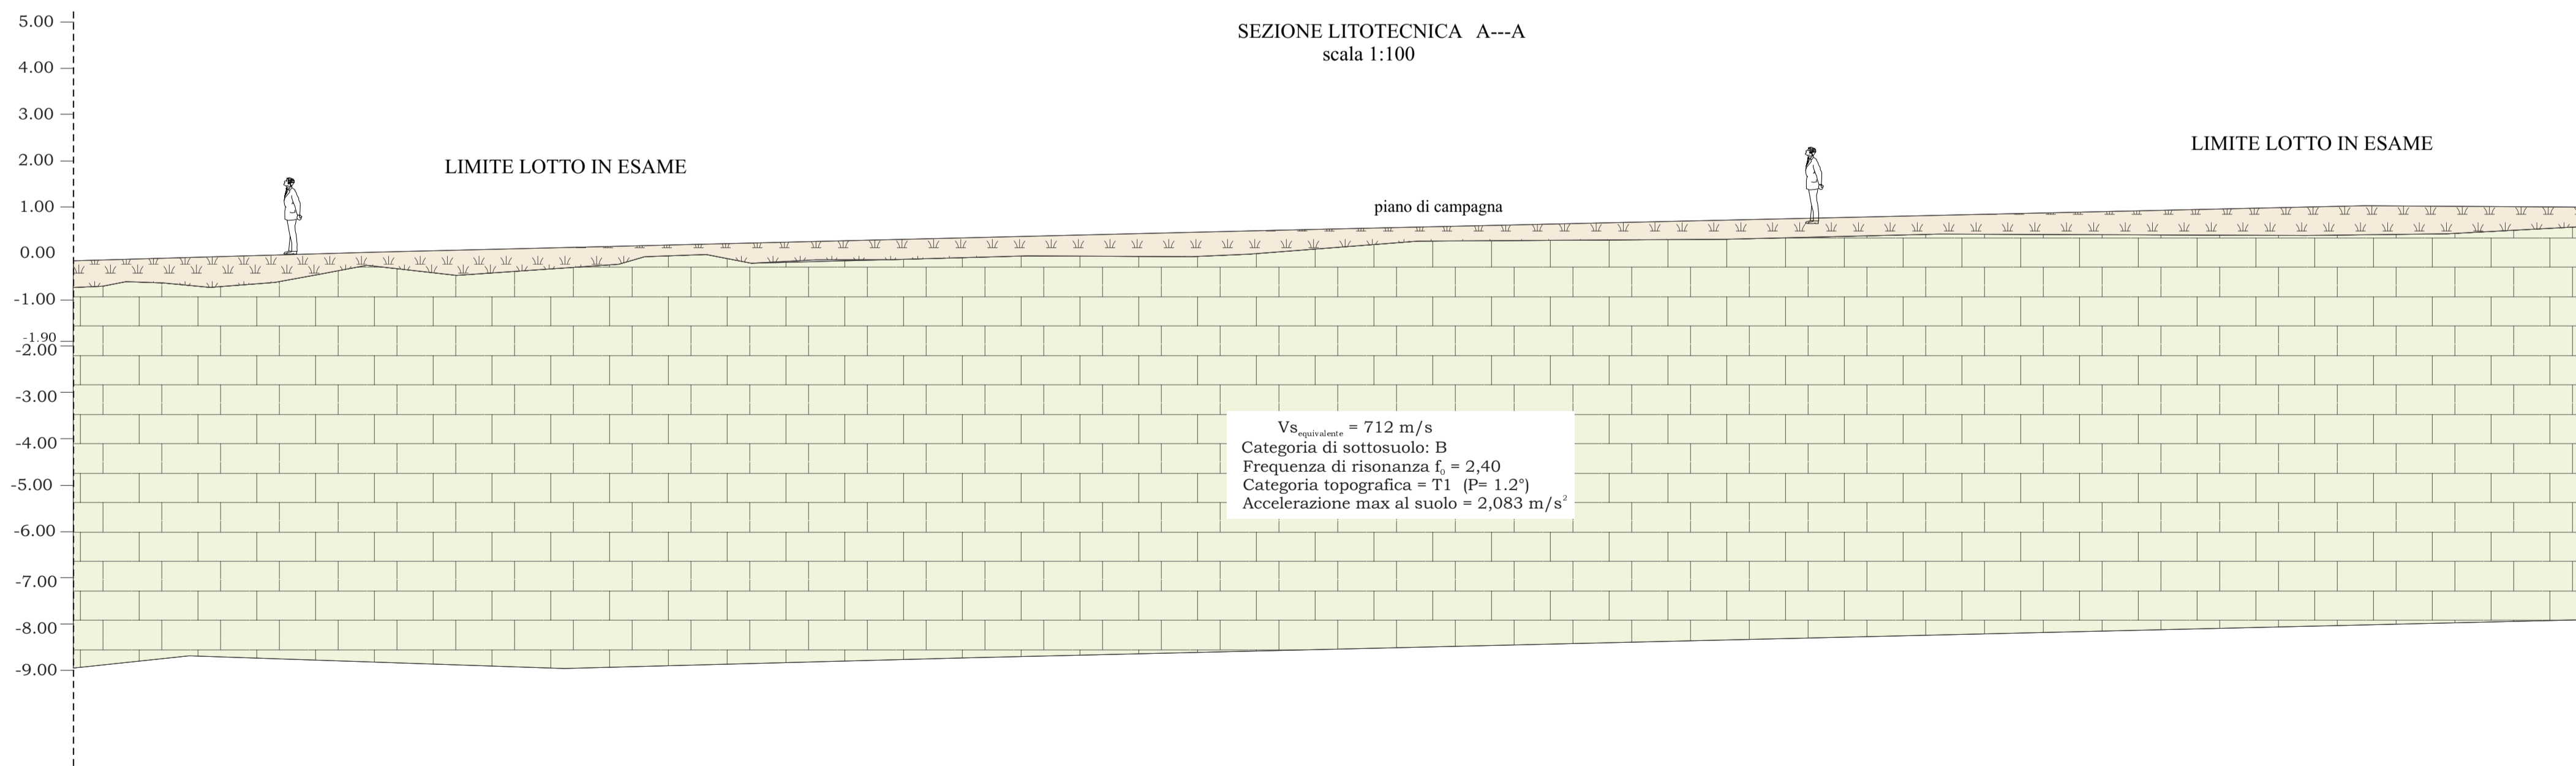 SEZIONE LITOTECNICA A---A
scala 1:100
5.00
4.00
3.00
2.00
1.00
0.00
-1.00
-1.90
-2.00
-3.00
-4.00
-5.00
-6.00
-7.00
-8.00
-9.00
LIMITE LOTTO IN ESAME
LIMITE LOTTO IN ESAME
piano di campagna
Vs equivalente = 712 m/s
Categoria di sottosuolo: B
Frequenza di risonanza f₀ = 2,40
Categoria topografica = T1 (P= 1.2°)
Accelerazione max al suolo = 2,083 m/s²